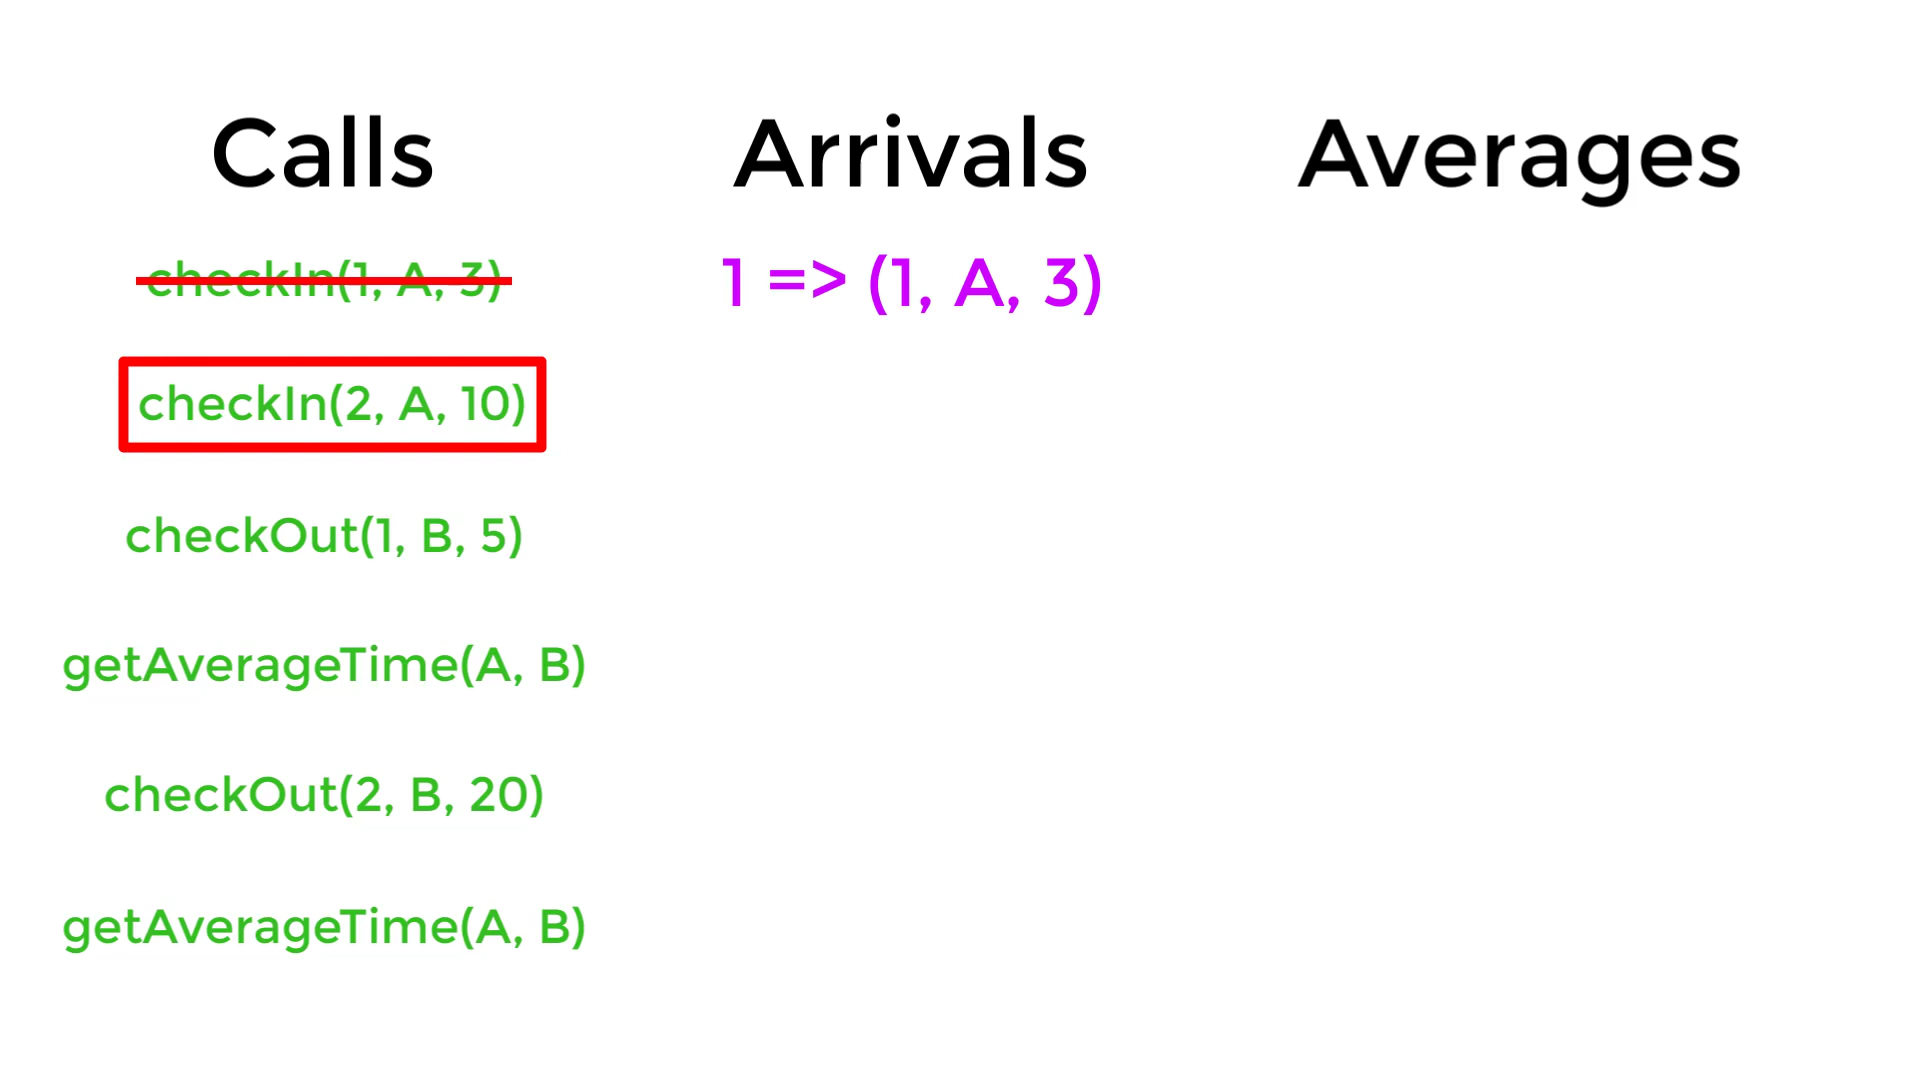 Calls Arrivals Averages
checkIn(1, A, 3) 1 => (1, A, 3)
checkIn(2, A, 10)
checkOut(1, B, 5)
getAverageTime(A, B)
checkOut(2, B, 20)
getAverageTime(A, B)